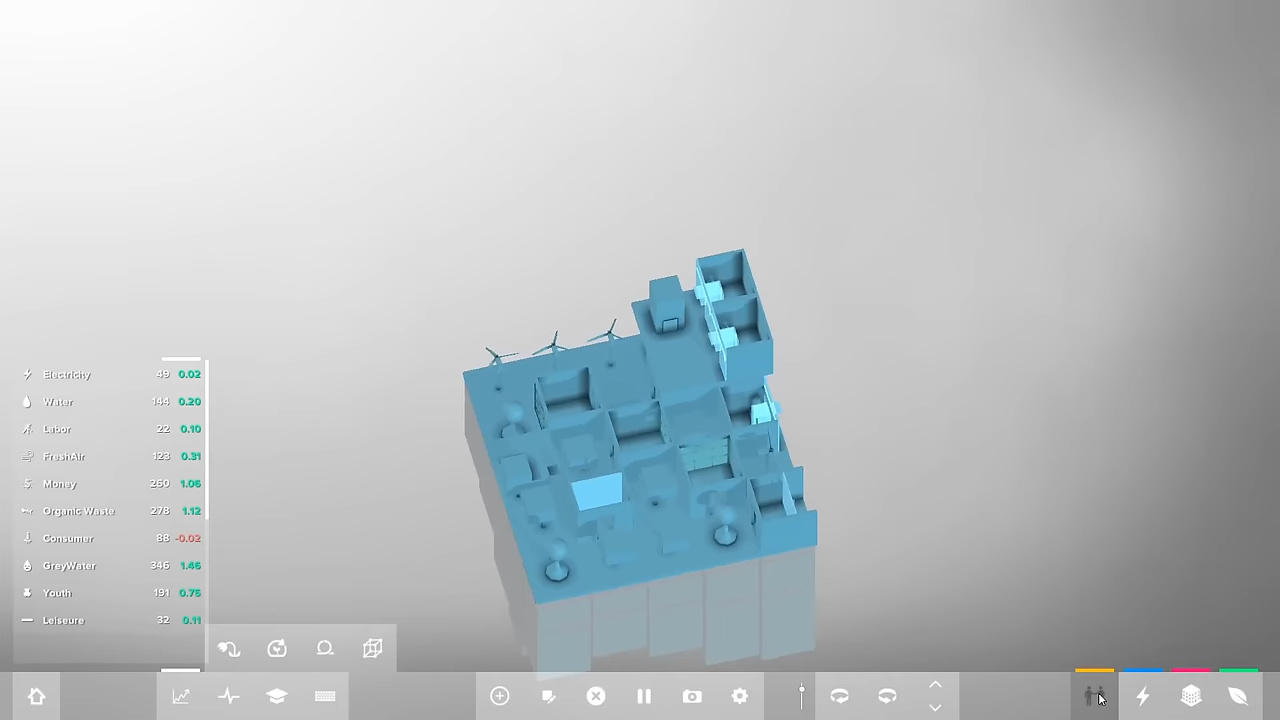 Electricity 49 0.02
Water 144 0.20
Labor 22 0.10
FreshAir 123 0.31
Money 250 1.06
Organic Waste 278 1.12
Consumer 88 -0.02
GreyWater 346 1.46
Youth 191 0.75
Leiseure 32 0.11